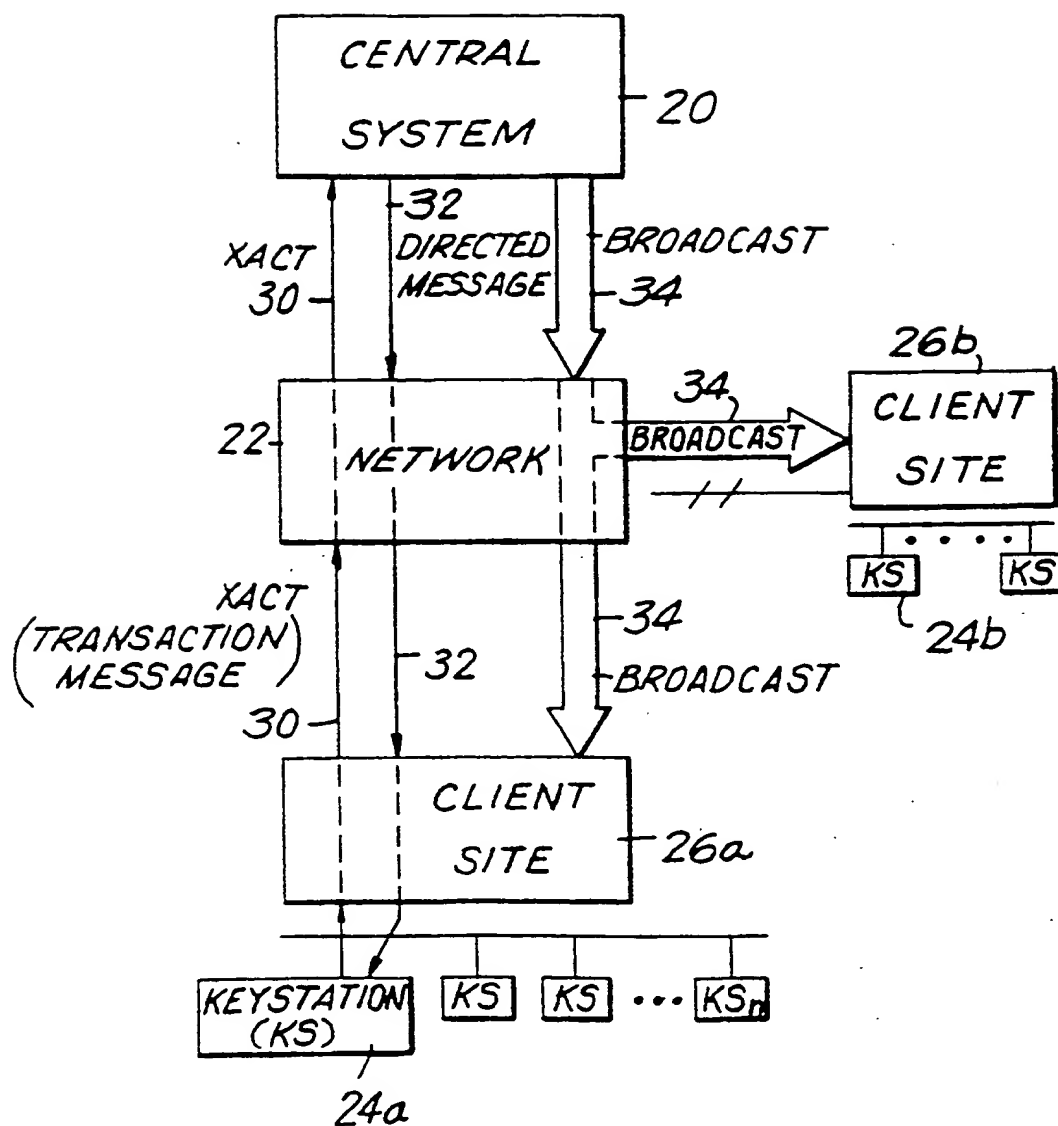 CENTRAL
SYSTEM
20
32
XACT
30
DIRECTED
MESSAGE
BROADCAST
34
26b
22
NETWORK
34
BROADCAST
CLIENT
SITE
KS
KS
24b
XACT
(TRANSACTION
MESSAGE)
30
32
34
BROADCAST
CLIENT
SITE
26a
KEYSTATION
(KS)
KS
KS
KSn
24a